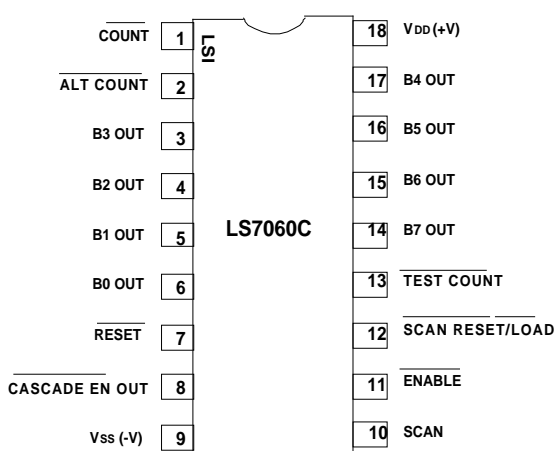 COUNT 1
ALT COUNT 2
B3 OUT 3
B2 OUT 4
B1 OUT 5
B0 OUT 6
RESET 7
CASCADE EN OUT 8
Vss (-V) 9
LSI
LS7060C
18 VDD (+V)
17 B4 OUT
16 B5 OUT
15 B6 OUT
14 B7 OUT
13 TEST COUNT
12 SCAN RESET/LOAD
11 ENABLE
10 SCAN